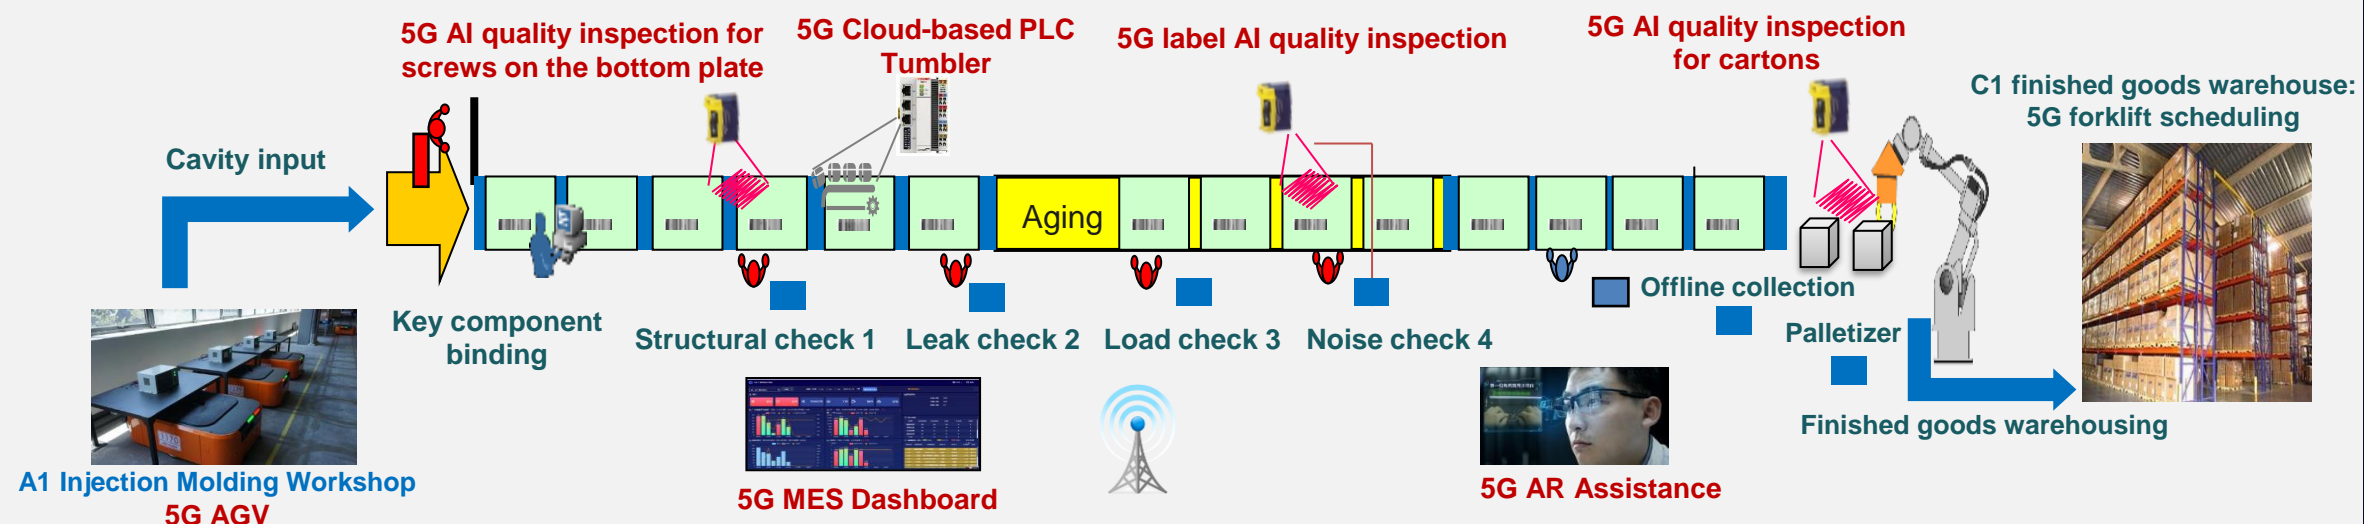 5G AI quality inspection for
screws on the bottom plate
5G Cloud-based PLC
Tumbler
5G label AI quality inspection
5G AI quality inspection
for cartons
C1 finished goods warehouse:
5G forklift scheduling
Cavity input
Aging
Key component
binding
Structural check 1
Leak check 2
Load check 3
Noise check 4
Offline collection
Palletizer
Finished goods warehousing
A1 Injection Molding Workshop
5G AGV
5G MES Dashboard
5G AR Assistance